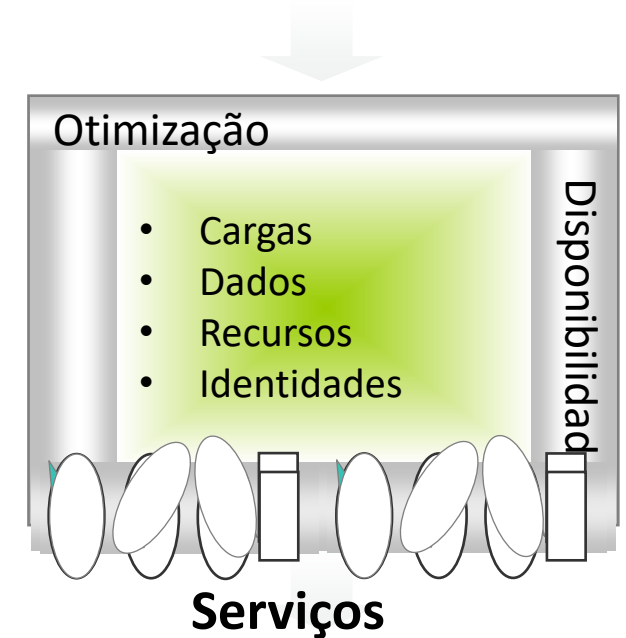 Otimização
• Cargas
• Dados
• Recursos
• Identidades
Disponibilidad
Serviços